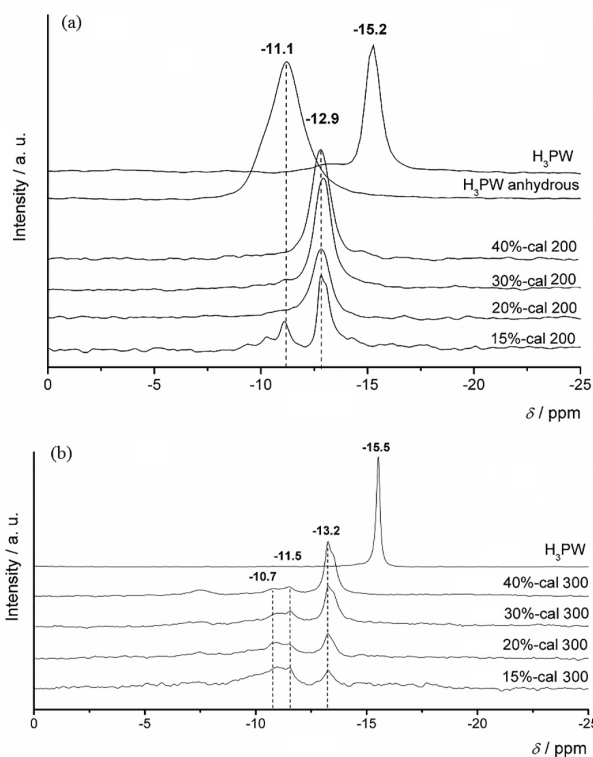 (a)
-15.2
-11.1
-12.9
H₃PW
H₃PW anhydrous
40%-cal 200
30%-cal 200
20%-cal 200
15%-cal 200
Intensity / a. u.
0 -5 -10 -15 -20 -25
δ / ppm
(b)
-15.5
-13.2
-11.5
-10.7
H₃PW
40%-cal 300
30%-cal 300
20%-cal 300
15%-cal 300
Intensity / a. u.
0 -5 -10 -15 -20 -25
δ / ppm